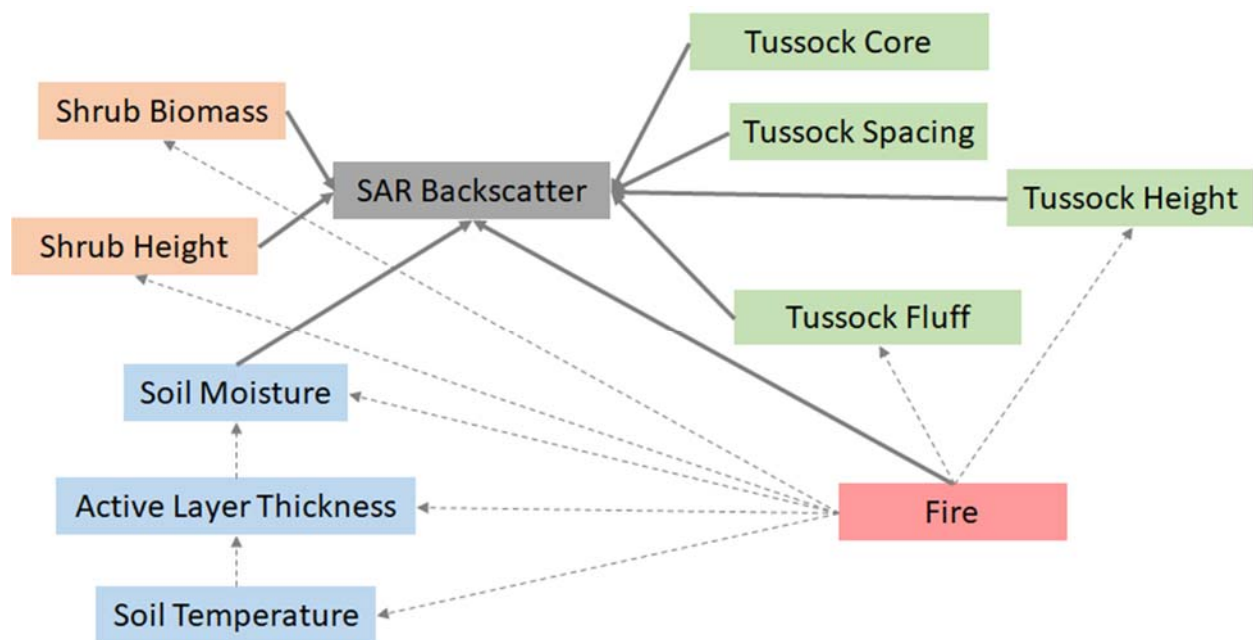 Tussock Core
Shrub Biomass
Tussock Spacing
SAR Backscatter
Tussock Height
Shrub Height
Tussock Fluff
Soil Moisture
Active Layer Thickness
Fire
Soil Temperature